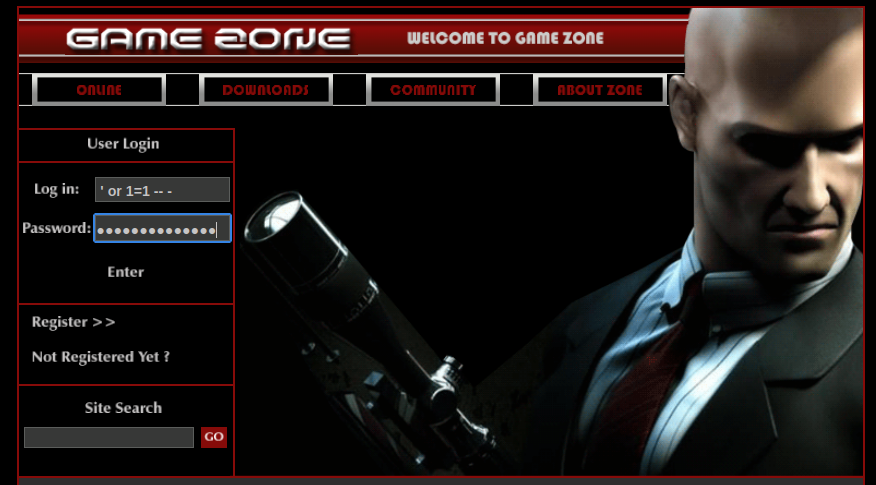 GAME ZONE
WELCOME TO GAME ZONE
ONLINE
DOWNLOADS
COMMUNITY
ABOUT ZONE
User Login
Log in: ' or 1=1 -- -
Password: ••••••••••••••
Enter
Register >>
Not Registered Yet ?
Site Search
GO